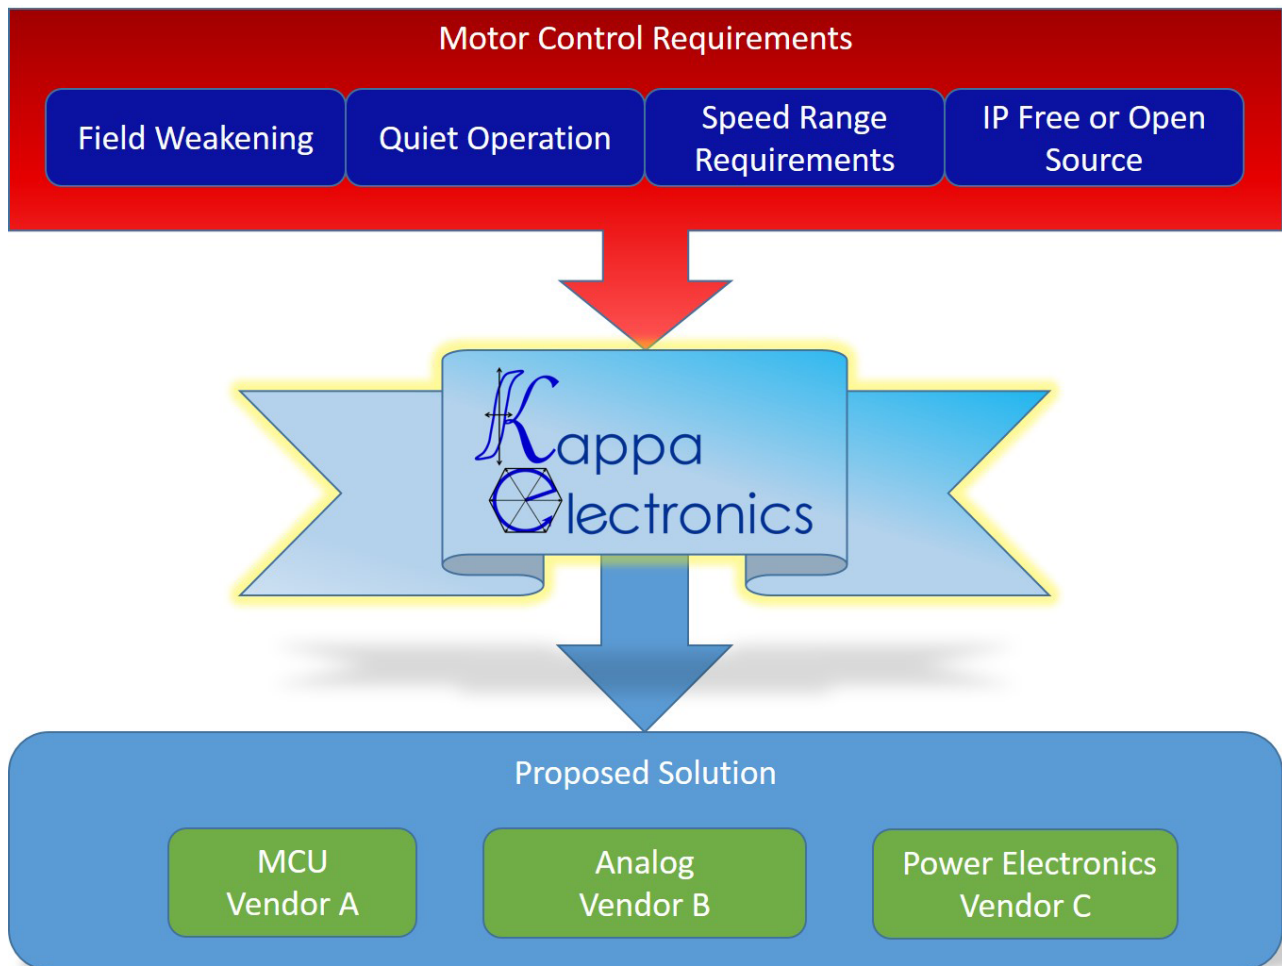 Motor Control Requirements
Field Weakening
Quiet Operation
Speed Range
Requirements
IP Free or Open
Source
Kappa
electronics
Proposed Solution
MCU
Vendor A
Analog
Vendor B
Power Electronics
Vendor C